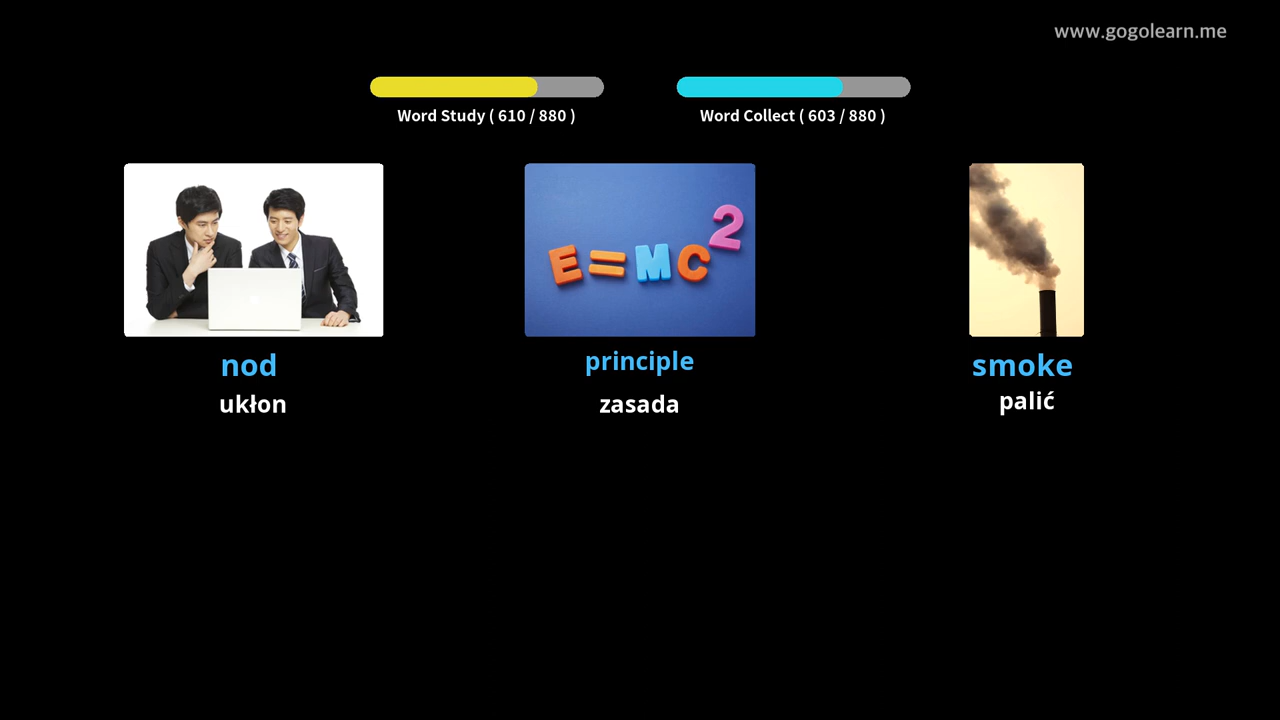 www.gogolearn.me
Word Study ( 610 / 880 )
Word Collect ( 603 / 880 )
E=MC2
nod
principle
smoke
ukłon
zasada
palić